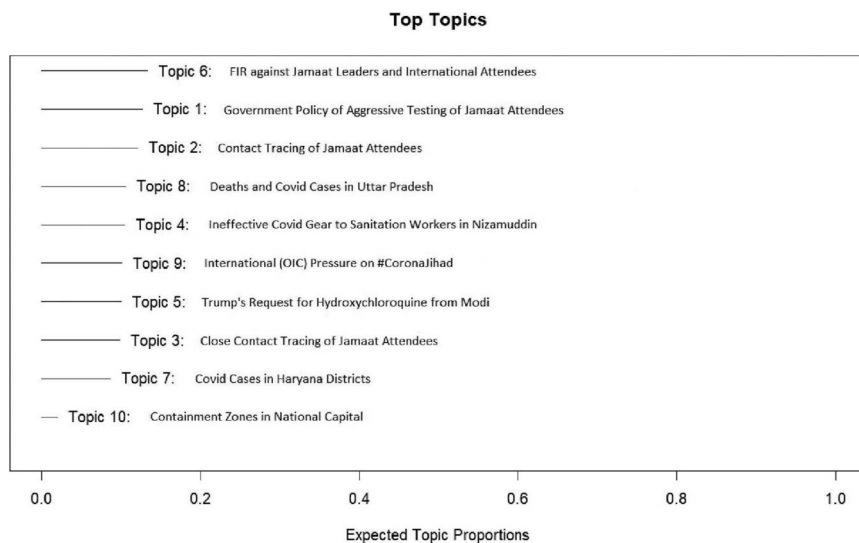 Top Topics
Topic 6: FIR against Jamaat Leaders and International Attendees
Topic 1: Government Policy of Aggressive Testing of Jamaat Attendees
Topic 2: Contact Tracing of Jamaat Attendees
Topic 8: Deaths and Covid Cases in Uttar Pradesh
Topic 4: Ineffective Covid Gear to Sanitation Workers in Nizamuddin
Topic 9: International (OIC) Pressure on #CoronaJihad
Topic 5: Trump's Request for Hydroxychloroquine from Modi
Topic 3: Close Contact Tracing of Jamaat Attendees
Topic 7: Covid Cases in Haryana Districts
Topic 10: Containment Zones in National Capital
0.0 0.2 0.4 0.6 0.8 1.0
Expected Topic Proportions